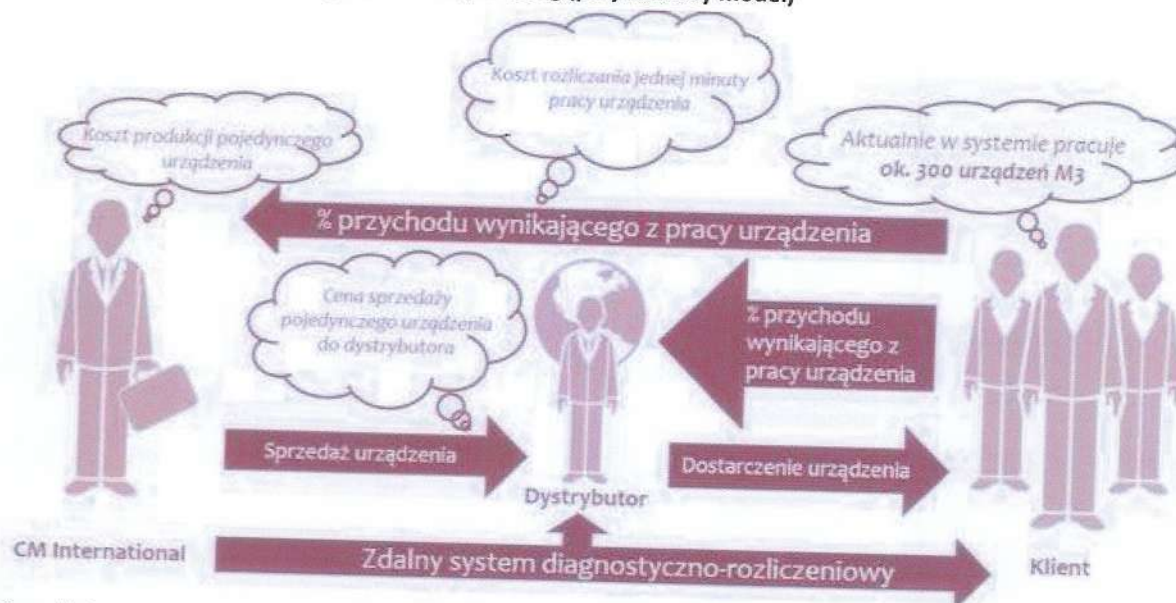 Koszt rozliczania jednej minuty
pracy urządzenia
Koszt produkcji pojedynczego
urządzenia
Aktualnie w systemie pracuje
ok. 300 urządzeń M3
% przychodu wynikającego z pracy urządzenia
Cena sprzedaży
pojedynczego urządzenia
do dystrybutora
% przychodu
wynikającego z
pracy urządzenia
Sprzedaż urządzenia
Dostarczenie urządzenia
Dystrybutor
CM International
Zdalny system diagnostyczno-rozliczeniowy
Klient